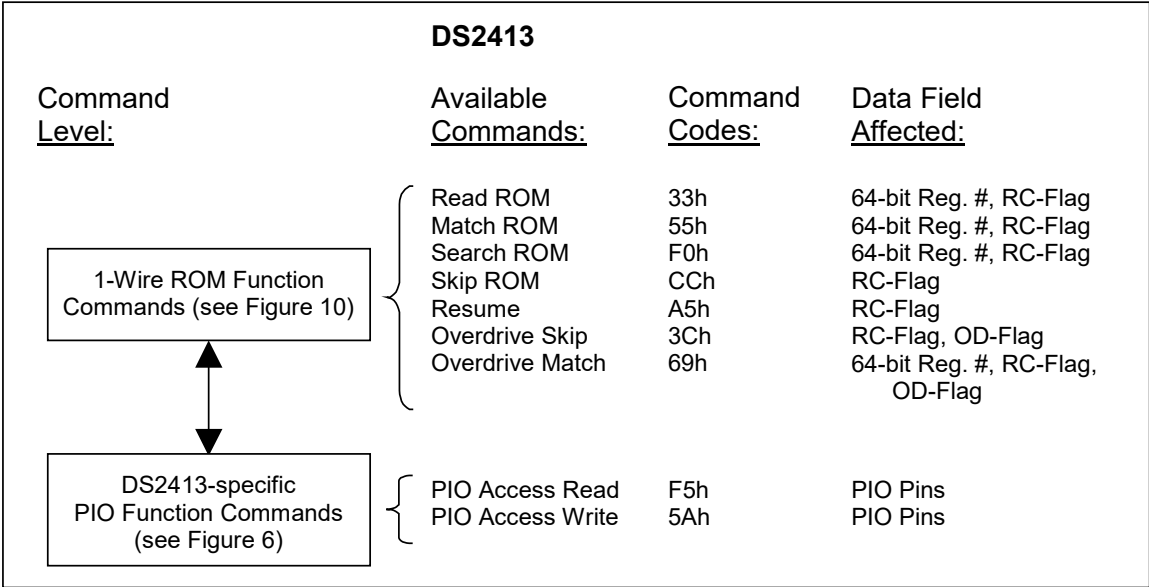 DS2413
Command Available Command Data Field
Level: Commands: Codes: Affected:
Read ROM 33h 64-bit Reg. #, RC-Flag
Match ROM 55h 64-bit Reg. #, RC-Flag
Search ROM F0h 64-bit Reg. #, RC-Flag
1-Wire ROM Function
Commands (see Figure 10)
Skip ROM CCh RC-Flag
Resume A5h RC-Flag
Overdrive Skip 3Ch RC-Flag, OD-Flag
Overdrive Match 69h 64-bit Reg. #, RC-Flag,
OD-Flag
DS2413-specific
PIO Function Commands
(see Figure 6)
PIO Access Read F5h PIO Pins
PIO Access Write 5Ah PIO Pins